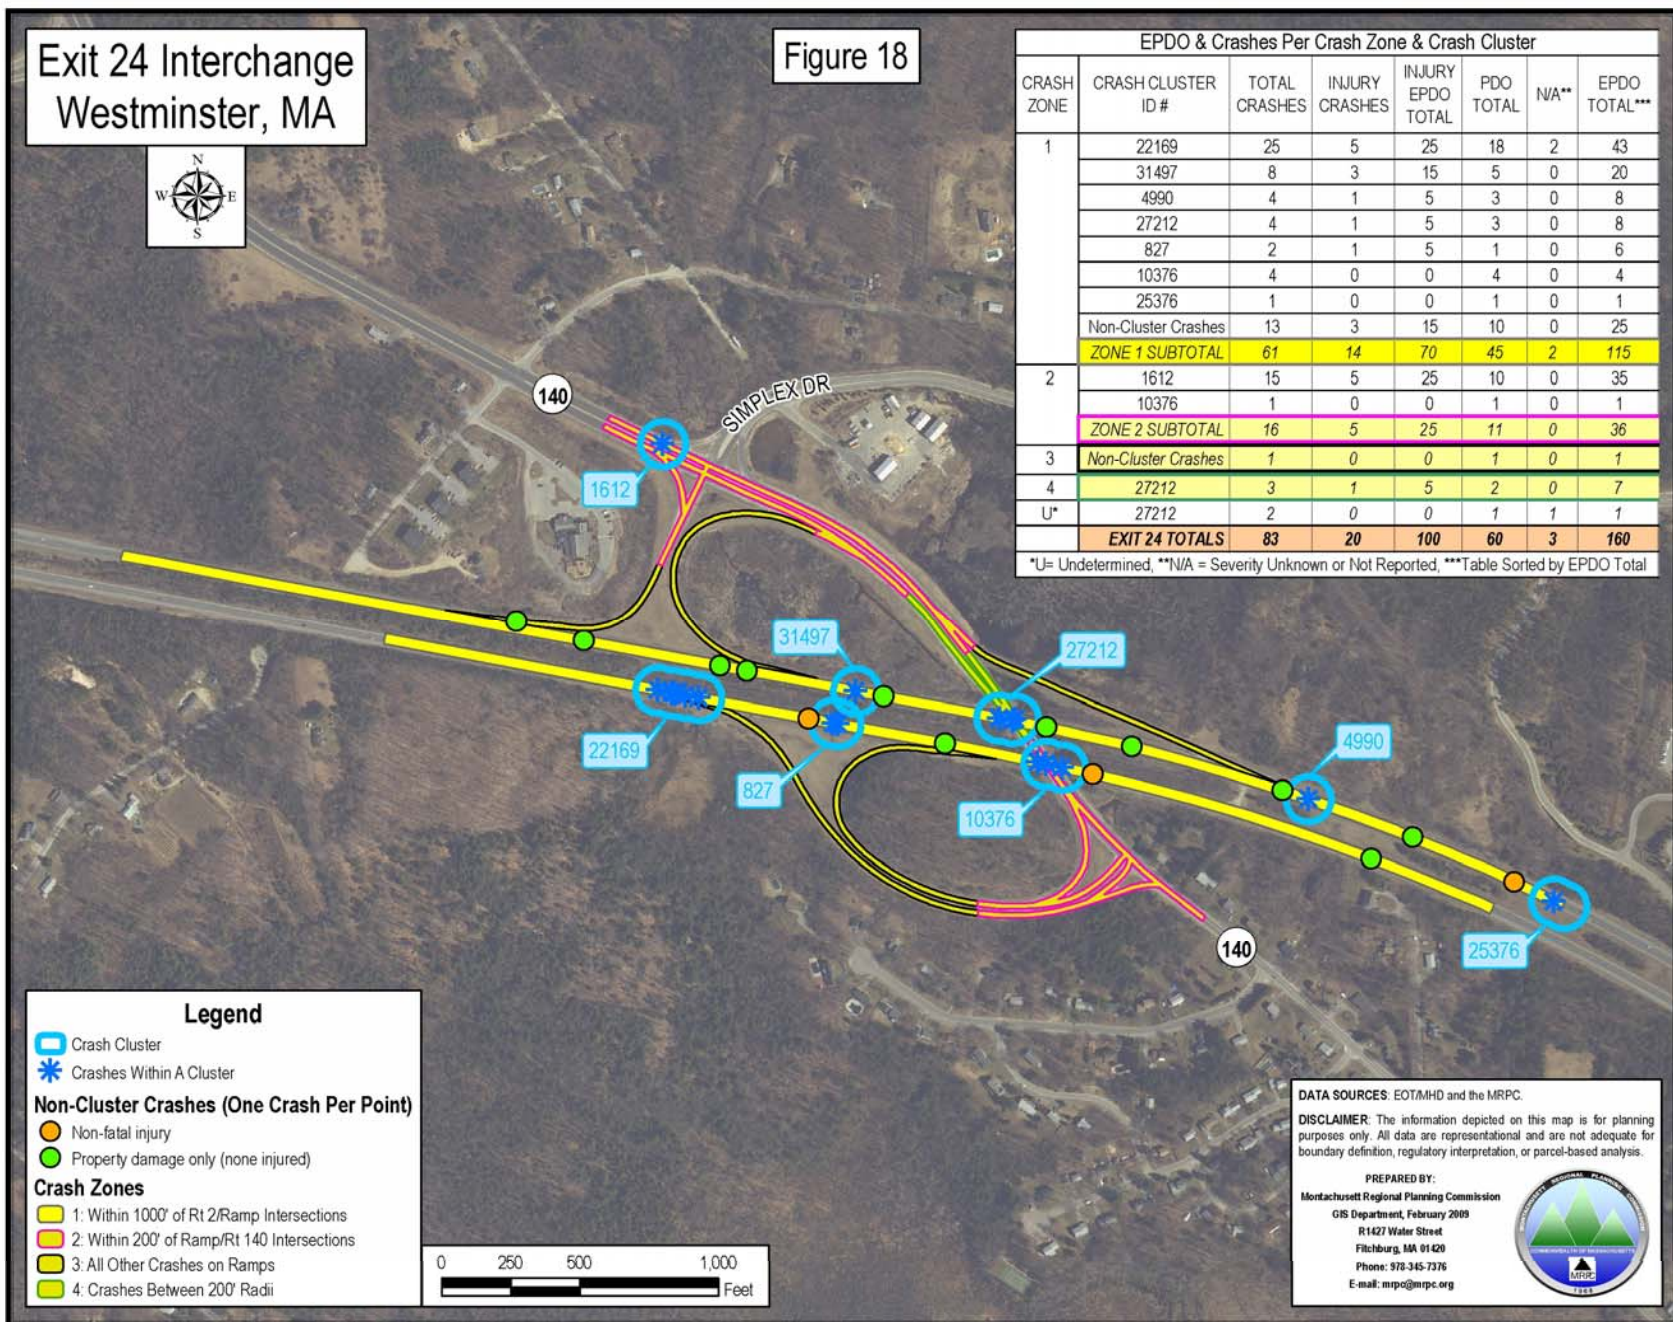 Exit 24 Interchange
Westminster, MA
Figure 18
N
W E
S
EPDO & Crashes Per Crash Zone & Crash Cluster
CRASH ZONE CRASH CLUSTER ID # TOTAL CRASHES INJURY CRASHES INJURY EPDO TOTAL PDO TOTAL N/A** EPDO TOTAL***
1 22169 25 5 25 18 2 43
31497 8 3 15 5 0 20
4990 4 1 5 3 0 8
27212 4 1 5 3 0 8
827 2 1 5 1 0 6
10376 4 0 0 4 0 4
25376 1 0 0 1 0 1
Non-Cluster Crashes 13 3 15 10 0 25
ZONE 1 SUBTOTAL 61 14 70 45 2 115
2 1612 15 5 25 10 0 35
10376 1 0 0 1 0 1
ZONE 2 SUBTOTAL 16 5 25 11 0 36
3 Non-Cluster Crashes 1 0 0 1 0 1
4 27212 3 1 5 2 0 7
U* 27212 2 0 0 1 1 1
EXIT 24 TOTALS 83 20 100 60 3 160
*U= Undetermined, **N/A = Severity Unknown or Not Reported, ***Table Sorted by EPDO Total
140
SIMPLEX DR
1612
31497
27212
22169
827
10376
4990
25376
140
Legend
Crash Cluster
Crashes Within A Cluster
Non-Cluster Crashes (One Crash Per Point)
Non-fatal injury
Property damage only (none injured)
Crash Zones
1: Within 1000' of Rt 2/Ramp Intersections
2: Within 200' of Ramp/Rt 140 Intersections
3: All Other Crashes on Ramps
4: Crashes Between 200' Radii
0 250 500 1,000
Feet
DATA SOURCES: EOT/MHD and the MRPC.
DISCLAIMER: The information depicted on this map is for planning
purposes only. All data are representational and are not adequate for
boundary definition, regulatory interpretation, or parcel-based analysis.
PREPARED BY:
Montachusett Regional Planning Commission
GIS Department, February 2009
R1427 Water Street
Fitchburg, MA 01420
Phone: 978-345-7376
E-mail: mrpc@mrpc.org
MONTACHUSETT REGIONAL PLANNING COMMISSION
COMMONWEALTH OF MASSACHUSETTS
MRPC
1968